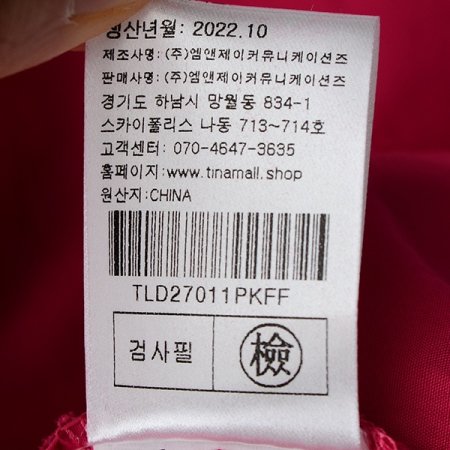 생산년월: 2022.10
제조사명: (주)엠앤제이커뮤니케이션즈
판매사명: (주)엠앤제이커뮤니케이션즈
경기도 하남시 망월동 834-1
스카이폴리스 나동 713~714호
고객센터: 070-4647-3635
홈페이지:www.tinamall.shop
원산지:CHINA
TLD27011PKFF
검사필 檢